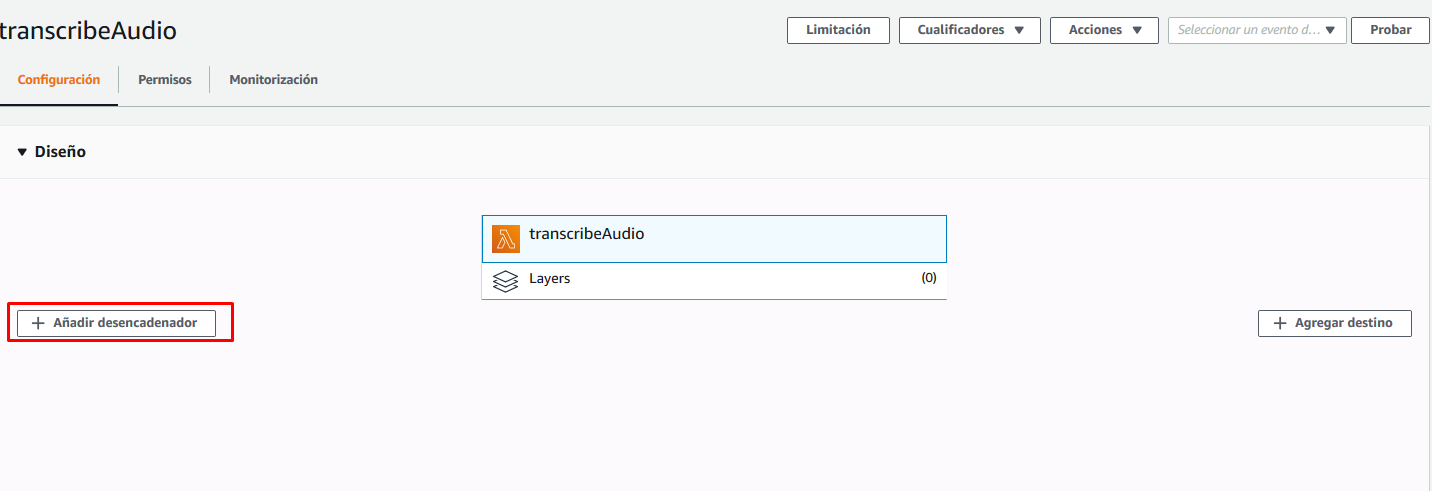 transcribeAudio
Limitación
Cualificadores
Acciones
Seleccionar un evento d...
Probar
Configuración
Permisos
Monitorización
Diseño
transcribeAudio
Layers
(0)
Añadir desencadenador
Agregar destino